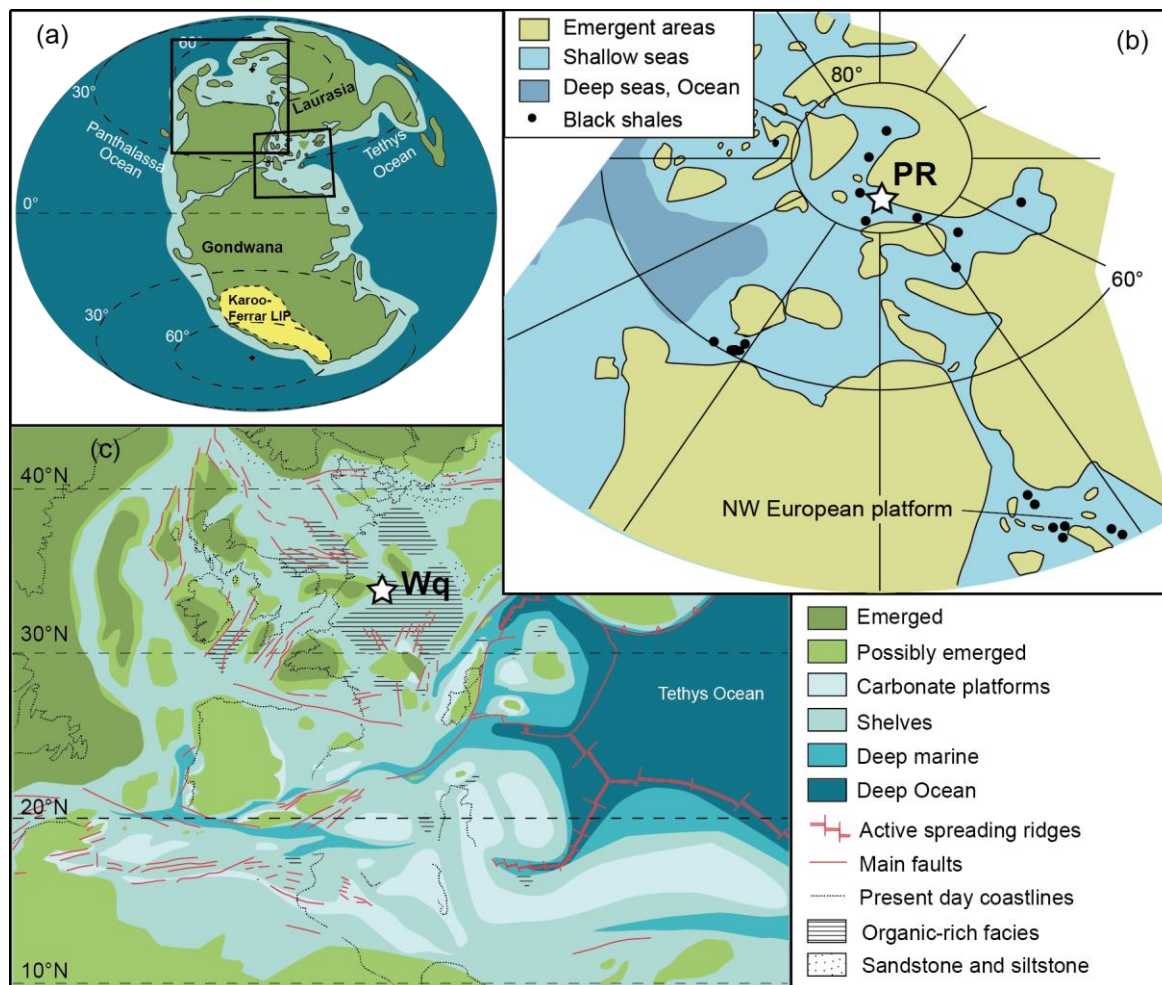 (a)
60°
30°
Laurasia
Panthalassa
Ocean
Tethys
Ocean
0°
Gondwana
Karoo-
Ferrar LIP
30°
60°
Emergent areas
Shallow seas
Deep seas, Ocean
Black shales
(b)
80°
PR
60°
NW European platform
(c)
40°N
Wq
30°N
Tethys Ocean
20°N
10°N
Emerged
Possibly emerged
Carbonate platforms
Shelves
Deep marine
Deep Ocean
Active spreading ridges
Main faults
Present day coastlines
Organic-rich facies
Sandstone and siltstone